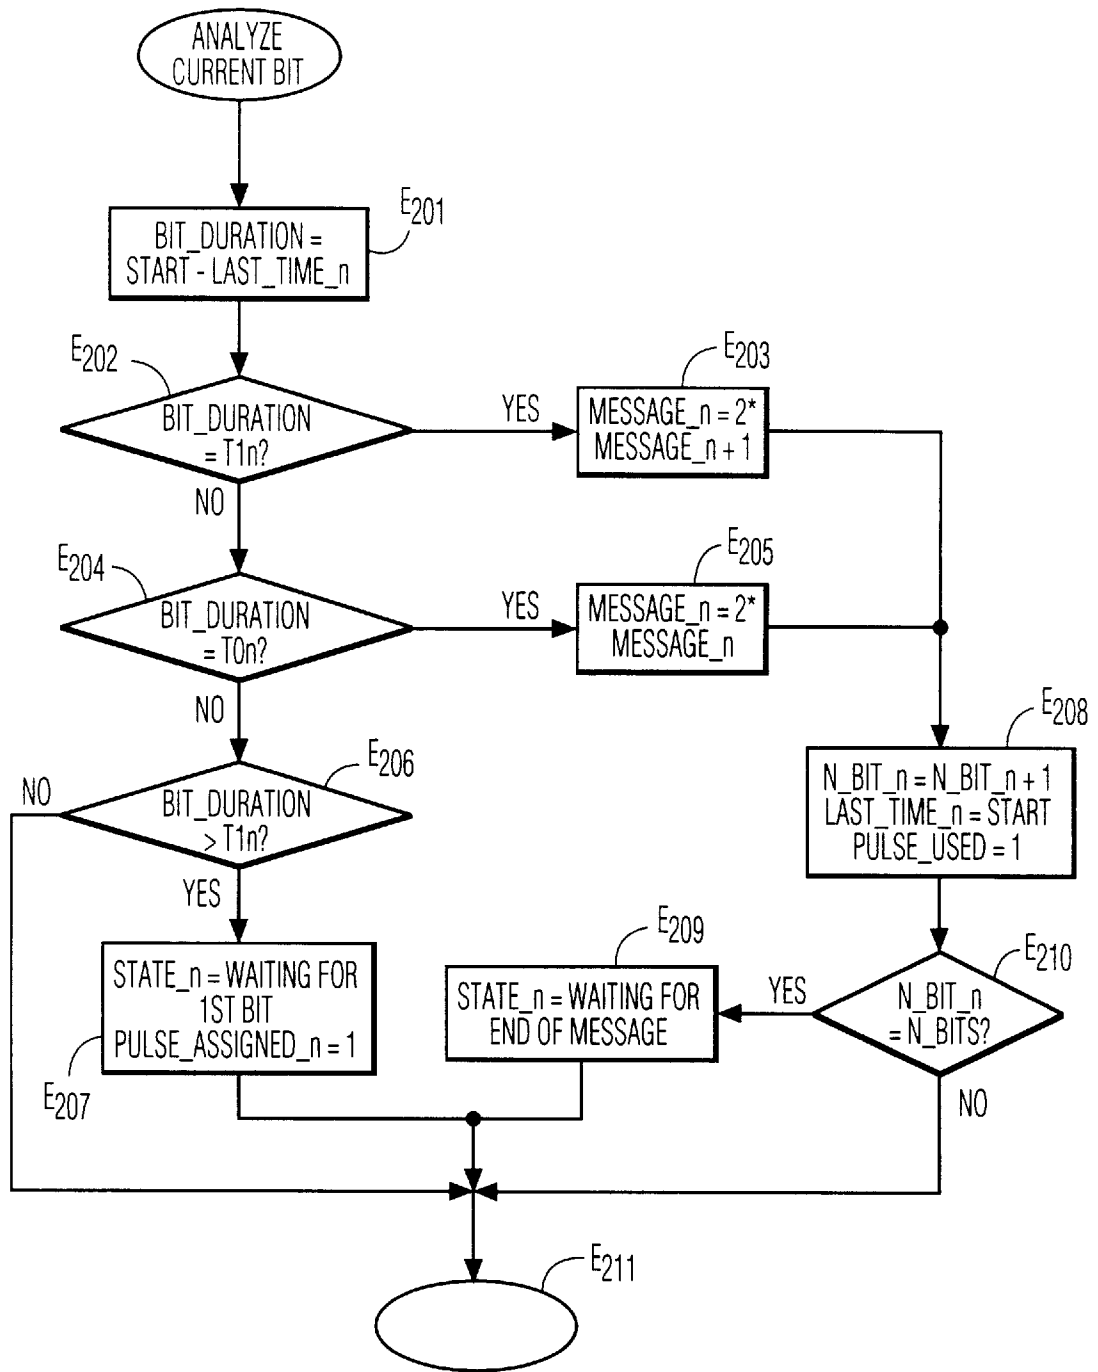 ANALYZE
CURRENT BIT
E201
BIT_DURATION =
START - LAST_TIME_n
E202
BIT_DURATION
= T1n?
YES
NO
E203
MESSAGE_n = 2*
MESSAGE_n + 1
E204
BIT_DURATION
= T0n?
YES
NO
E205
MESSAGE_n = 2*
MESSAGE_n
E206
BIT_DURATION
> T1n?
NO
YES
E208
N_BIT_n = N_BIT_n + 1
LAST_TIME_n = START
PULSE_USED = 1
STATE_n = WAITING FOR
1ST BIT
PULSE_ASSIGNED_n = 1
E207
E209
STATE_n = WAITING FOR
END OF MESSAGE
E210
N_BIT_n
= N_BITS?
YES
NO
E211